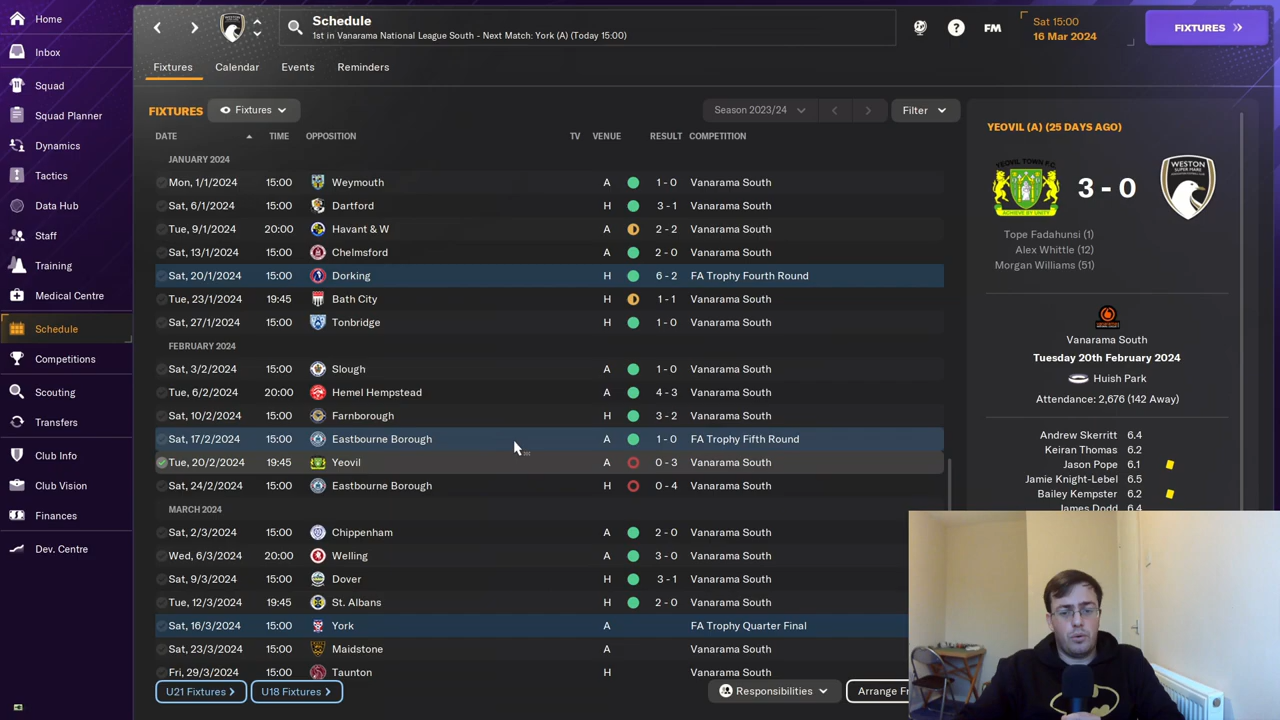 Home
Inbox
Squad
Squad Planner
Dynamics
Tactics
Data Hub
Staff
Training
Medical Centre
Schedule
Competitions
Scouting
Transfers
Club Info
Club Vision
Finances
Dev. Centre
Schedule
1st in Vanarama National League South - Next Match: York (A) (Today 15:00)
FM
Sat 15:00
16 Mar 2024
FIXTURES
Fixtures Calendar Events Reminders
FIXTURES Fixtures Season 2023/24 Filter
DATE TIME OPPOSITION TV VENUE RESULT COMPETITION
JANUARY 2024
Mon, 1/1/2024 15:00 Weymouth A 1 - 0 Vanarama South
Sat, 6/1/2024 15:00 Dartford H 3 - 1 Vanarama South
Tue, 9/1/2024 20:00 Havant & W A 2 - 2 Vanarama South
Sat, 13/1/2024 15:00 Chelmsford A 2 - 0 Vanarama South
Sat, 20/1/2024 15:00 Dorking H 6 - 2 FA Trophy Fourth Round
Tue, 23/1/2024 19:45 Bath City H 1 - 1 Vanarama South
Sat, 27/1/2024 15:00 Tonbridge H 1 - 0 Vanarama South
FEBRUARY 2024
Sat, 3/2/2024 15:00 Slough A 1 - 0 Vanarama South
Tue, 6/2/2024 20:00 Hemel Hempstead A 4 - 3 Vanarama South
Sat, 10/2/2024 15:00 Farnborough H 3 - 2 Vanarama South
Sat, 17/2/2024 15:00 Eastbourne Borough A 1 - 0 FA Trophy Fifth Round
Tue, 20/2/2024 19:45 Yeovil A 0 - 3 Vanarama South
Sat, 24/2/2024 15:00 Eastbourne Borough H 0 - 4 Vanarama South
MARCH 2024
Sat, 2/3/2024 15:00 Chippenham A 2 - 0 Vanarama South
Wed, 6/3/2024 20:00 Welling A 3 - 0 Vanarama South
Sat, 9/3/2024 15:00 Dover H 3 - 1 Vanarama South
Tue, 12/3/2024 19:45 St. Albans H 2 - 0 Vanarama South
Sat, 16/3/2024 15:00 York A FA Trophy Quarter Final
Sat, 23/3/2024 15:00 Maidstone A Vanarama South
Fri, 29/3/2024 15:00 Taunton H Vanarama South
U21 Fixtures U18 Fixtures Responsibilities Arrange Fr
YEOVIL (A) (25 DAYS AGO)
YEOVIL TOWN F.C.
ACHIEVE BY UNITY
3 - 0
WESTON
SUPER MARE
Tope Fadahunsi (1)
Alex Whittle (12)
Morgan Williams (51)
Vanarama South
Tuesday 20th February 2024
Huish Park
Attendance: 2,676 (142 Away)
Andrew Skerritt 6.4
Keiran Thomas 6.2
Jason Pope 6.1
Jamie Knight-Lebel 6.5
Bailey Kempster 6.2
James Dodd 6.4